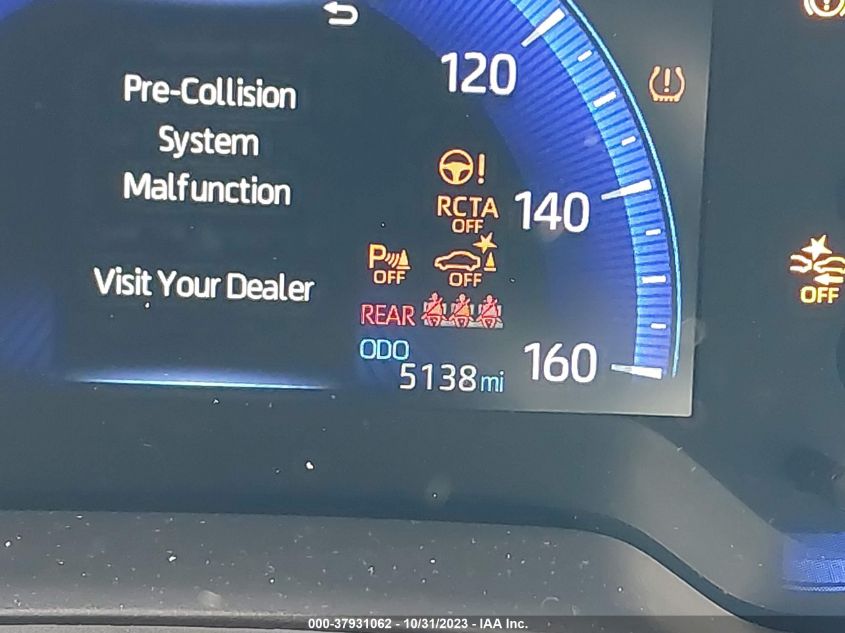 Pre-Collision
System
Malfunction
Visit Your Dealer
120
140
160
RCTA
OFF
P
OFF
OFF
REAR
ODO
5138 mi
OFF
000-37931062 - 10/31/2023 - IAA Inc.